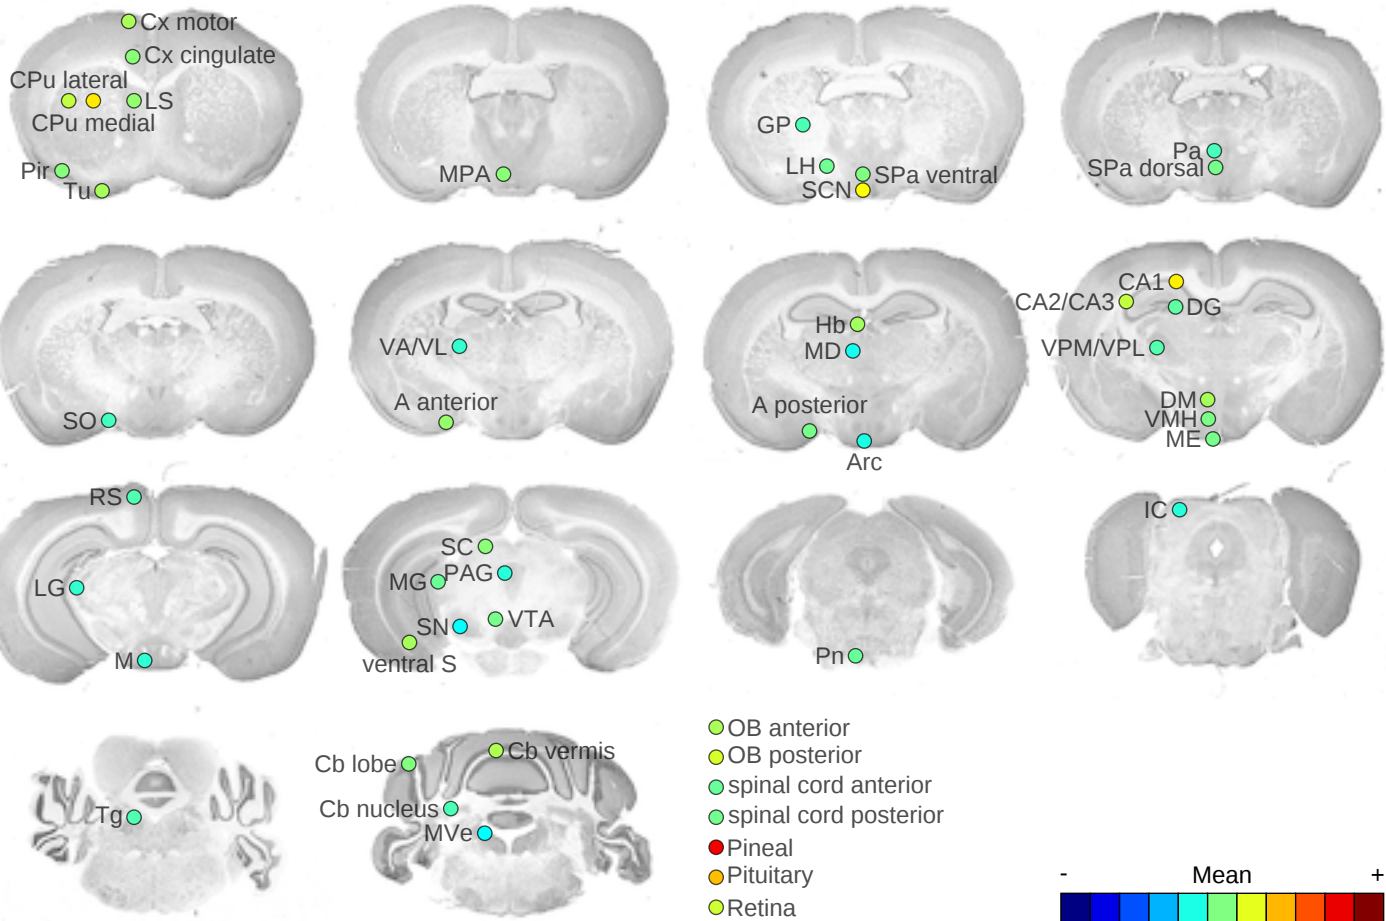 Cx motor
Cx cingulate
CPu lateral
LS
CPu medial
Pir
Tu
MPA
GP
LH
SPa ventral
SCN
Pa
SPa dorsal
SO
VA/VL
A anterior
Hb
MD
A posterior
Arc
CA1
CA2/CA3
DG
VPM/VPL
DM
VMH
ME
RS
LG
M
SC
MG
PAG
SN
VTA
ventral S
Pn
IC
Tg
Cb lobe
Cb vermis
Cb nucleus
MVe
OB anterior
OB posterior
spinal cord anterior
spinal cord posterior
Pineal
Pituitary
Retina
- Mean +